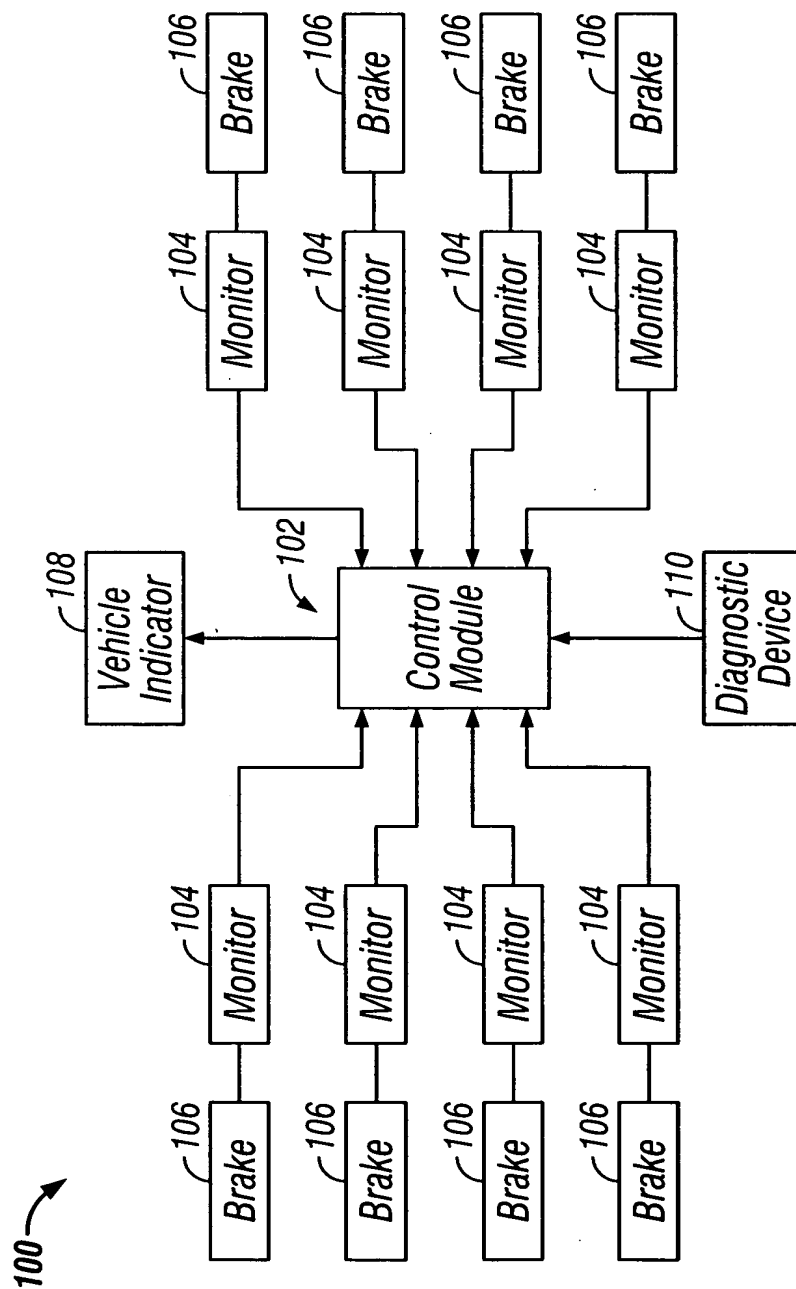 100
106
Brake
104
Monitor
106
Brake
104
Monitor
106
Brake
104
Monitor
106
Brake
104
Monitor
108
Vehicle
Indicator
102
Control
Module
110
Diagnostic
Device
104
Monitor
106
Brake
104
Monitor
106
Brake
104
Monitor
106
Brake
104
Monitor
106
Brake